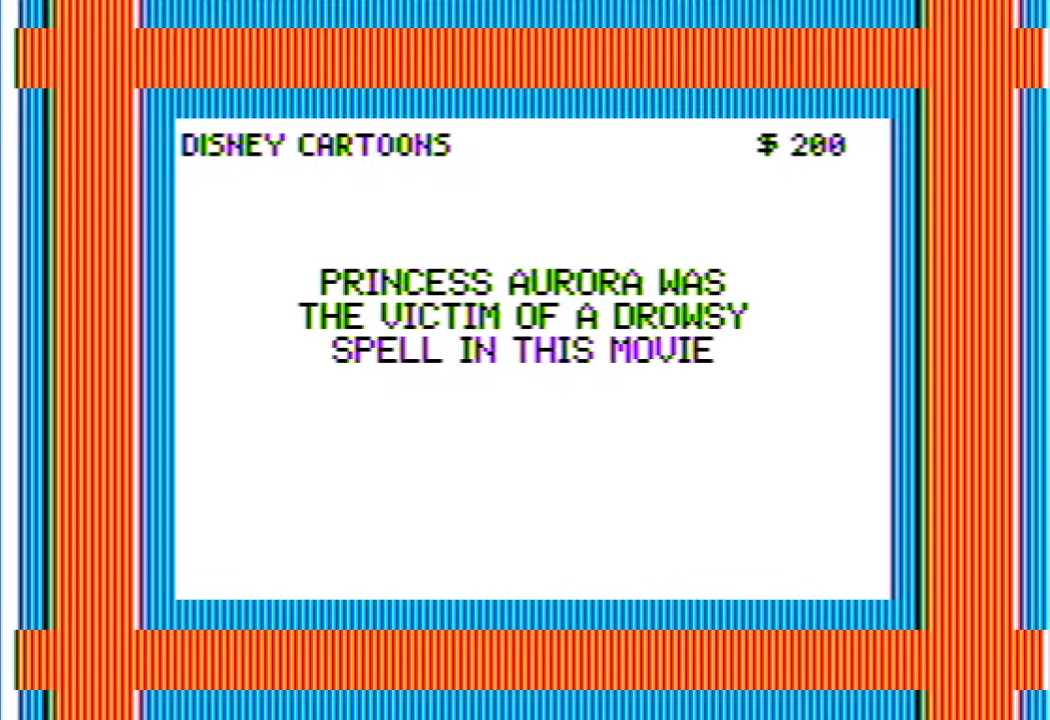 DISNEY CARTOONS $ 200
PRINCESS AURORA WAS
THE VICTIM OF A DROWSY
SPELL IN THIS MOVIE